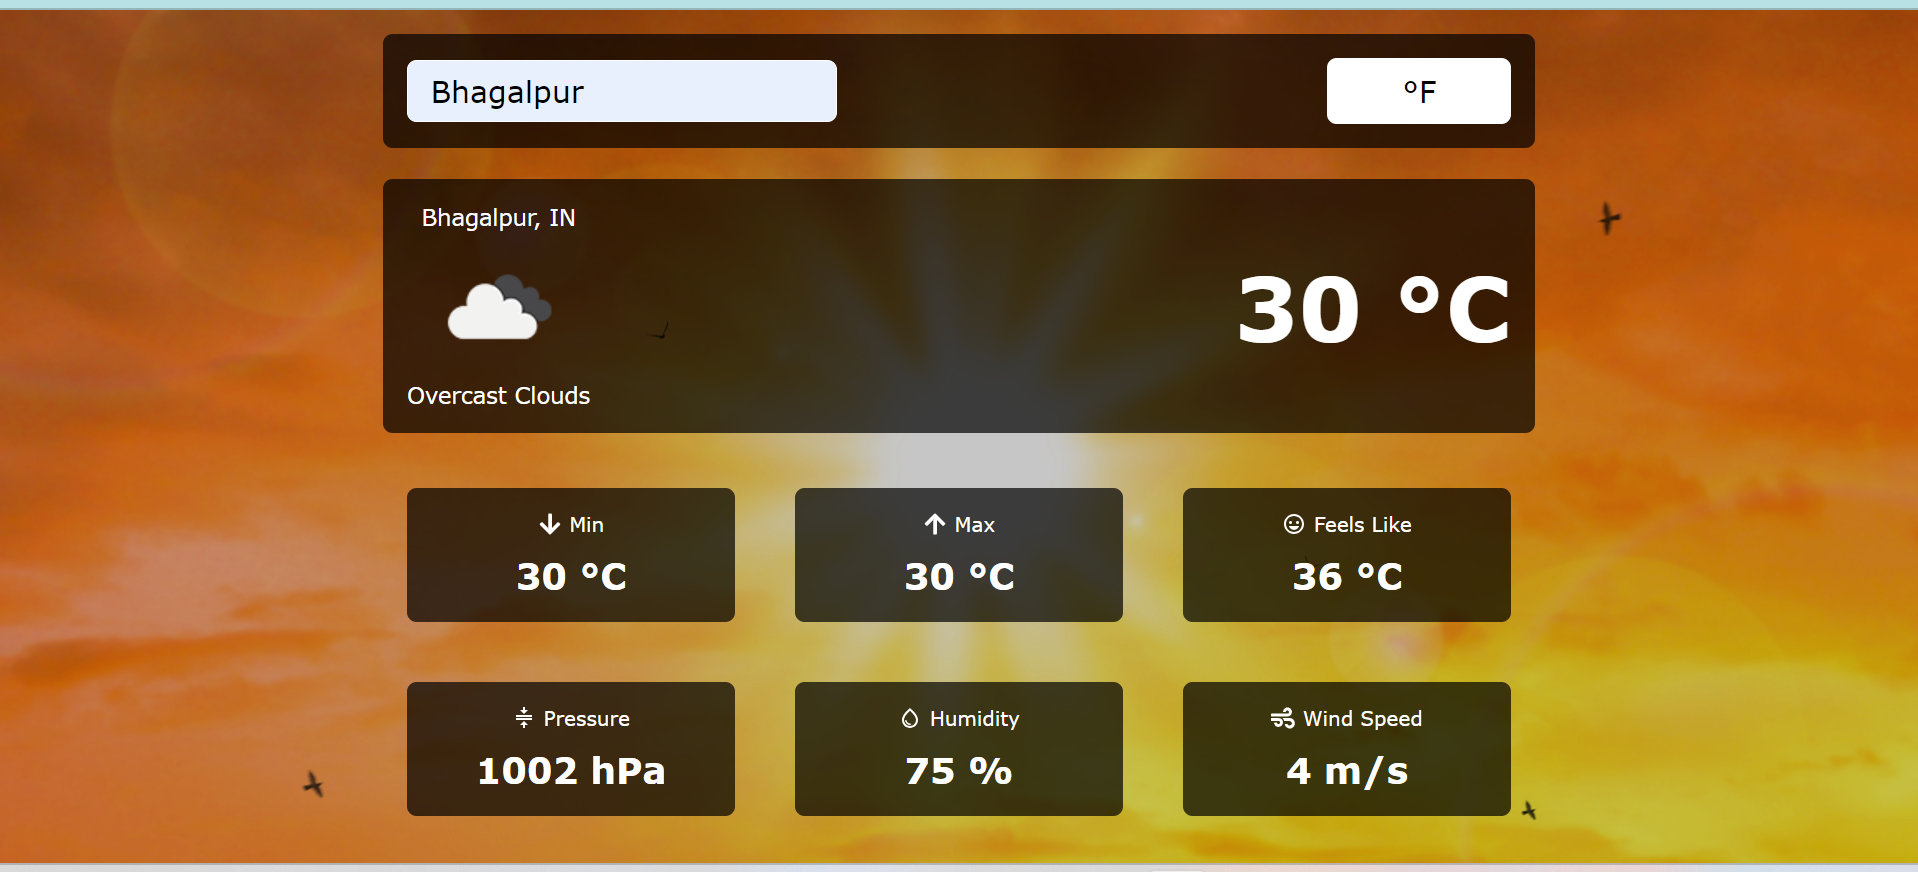 Bhagalpur
°F
Bhagalpur, IN
30 °C
Overcast Clouds
Min
30 °C
Max
30 °C
Feels Like
36 °C
Pressure
1002 hPa
Humidity
75 %
Wind Speed
4 m/s